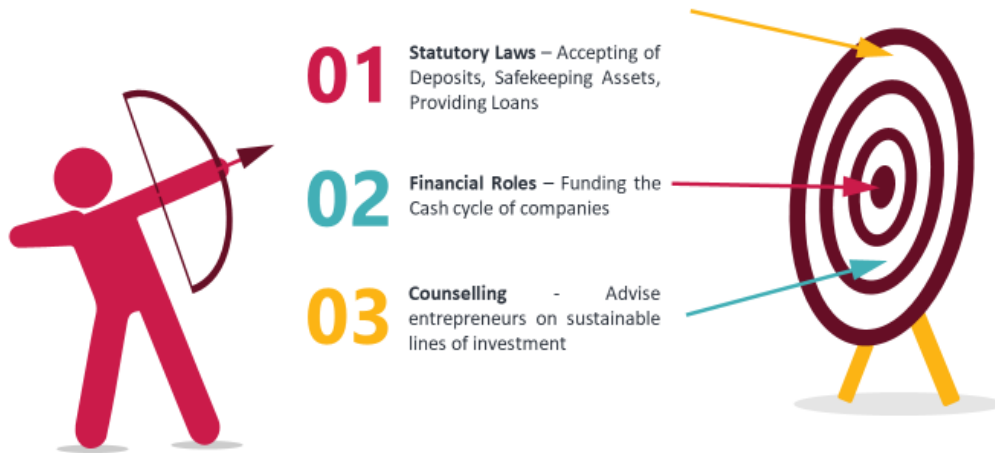 01
Statutory Laws – Accepting of
Deposits, Safekeeping Assets,
Providing Loans
02
Financial Roles – Funding the
Cash cycle of companies
03
Counselling - Advise
entrepreneurs on sustainable
lines of investment